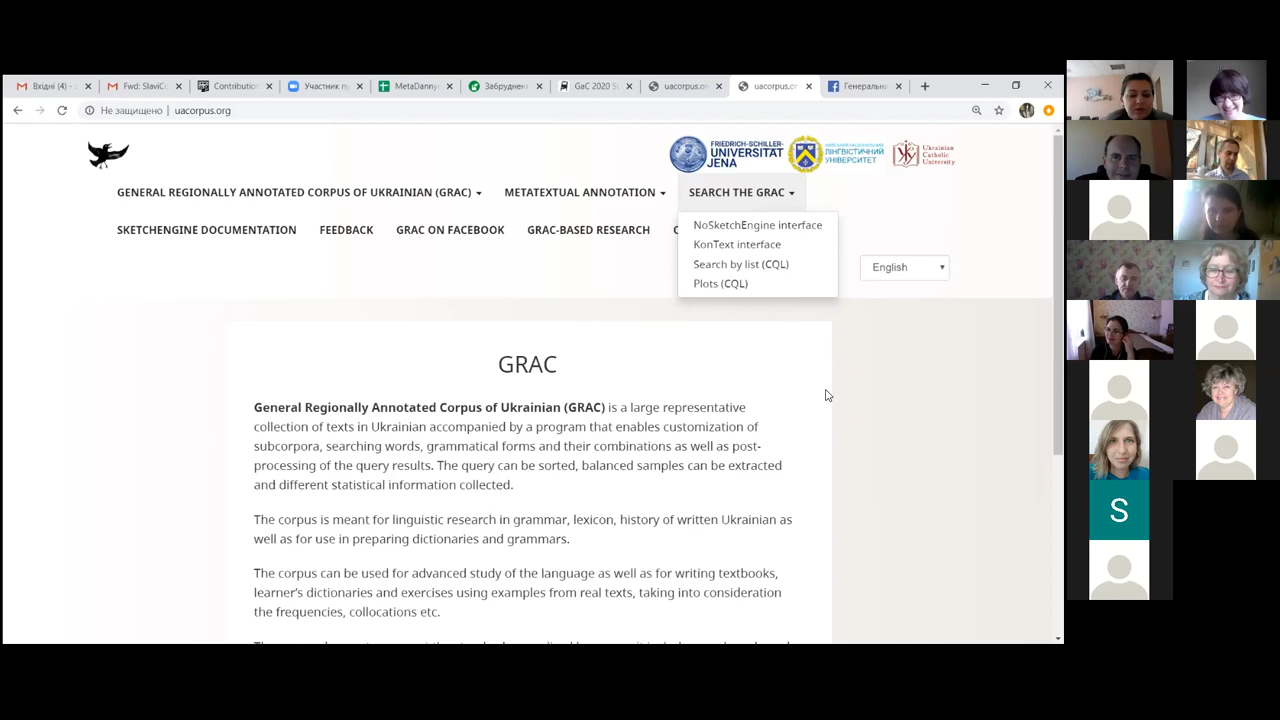 Вхідні (4) - c
Fwd: SlaviCo
Contribution
Участник п
MetaDannyc
Забруднен
GaC 2020 S
uacorpus.or
uacorpus.or
Генеральн
Не защищено | uacorpus.org
FRIEDRICH-SCHILLER-
UNIVERSITÄT
JENA
ЛІНГВІСТИЧНИЙ
УНІВЕРСИТЕТ
Ukrainian
Catholic
University
GENERAL REGIONALLY ANNOTATED CORPUS OF UKRAINIAN (GRAC)
METATEXTUAL ANNOTATION
SEARCH THE GRAC
SKETCHENGINE DOCUMENTATION
FEEDBACK
GRAC ON FACEBOOK
GRAC-BASED RESEARCH
NoSketchEngine interface
KonText interface
Search by list (CQL)
Plots (CQL)
English
GRAC
General Regionally Annotated Corpus of Ukrainian (GRAC) is a large representative
collection of texts in Ukrainian accompanied by a program that enables customization of
subcorpora, searching words, grammatical forms and their combinations as well as post-
processing of the query results. The query can be sorted, balanced samples can be extracted
and different statistical information collected.
The corpus is meant for linguistic research in grammar, lexicon, history of written Ukrainian as
well as for use in preparing dictionaries and grammars.
The corpus can be used for advanced study of the language as well as for writing textbooks,
learner's dictionaries and exercises using examples from real texts, taking into consideration
the frequencies, collocations etc.
S